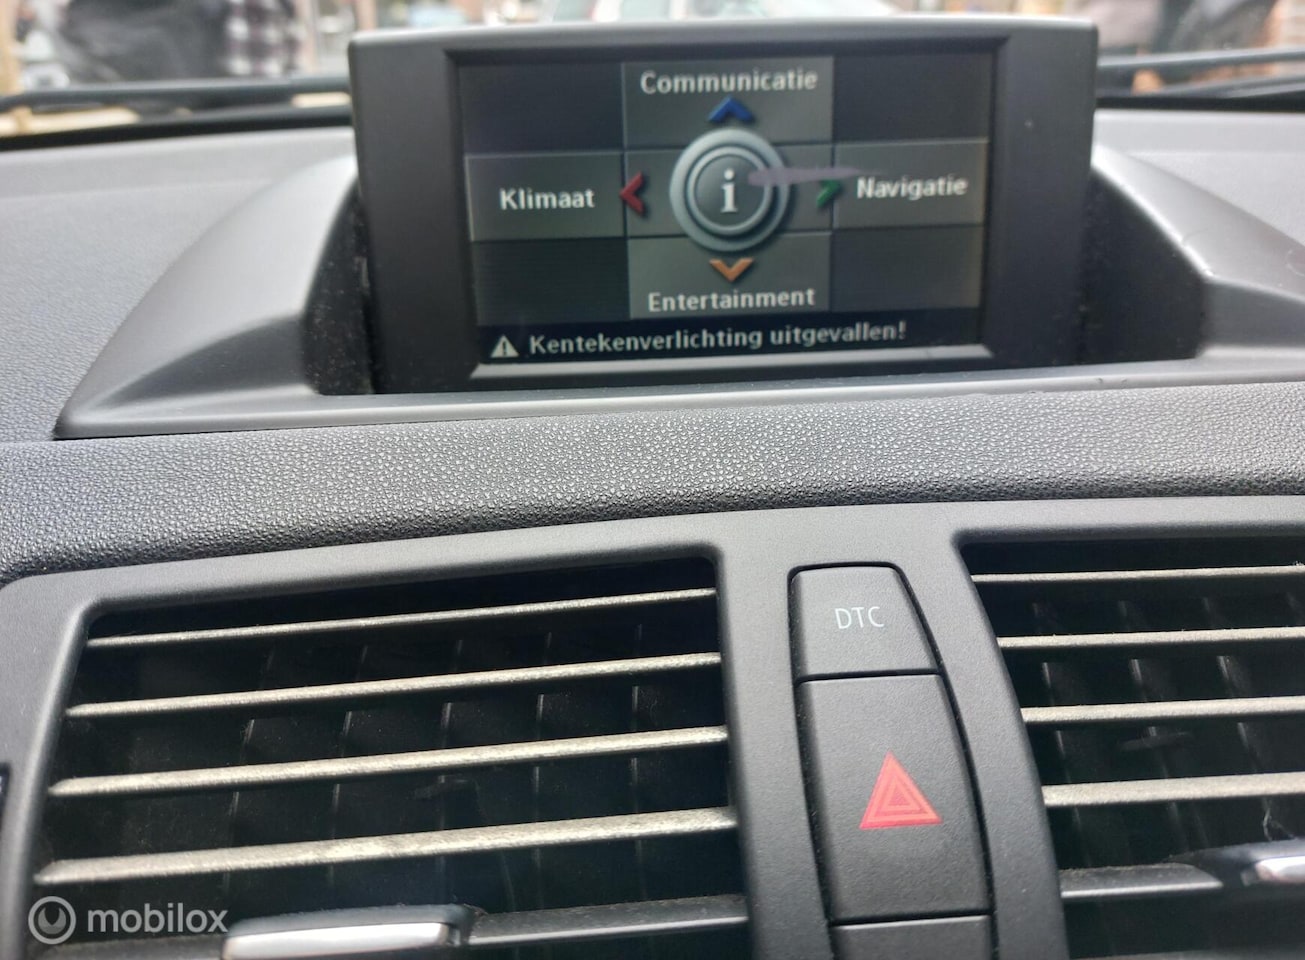 Communicatie
Klimaat
i
Navigatie
Entertainment
Kentekenverlichting uitgevallen!
DTC
mobilox